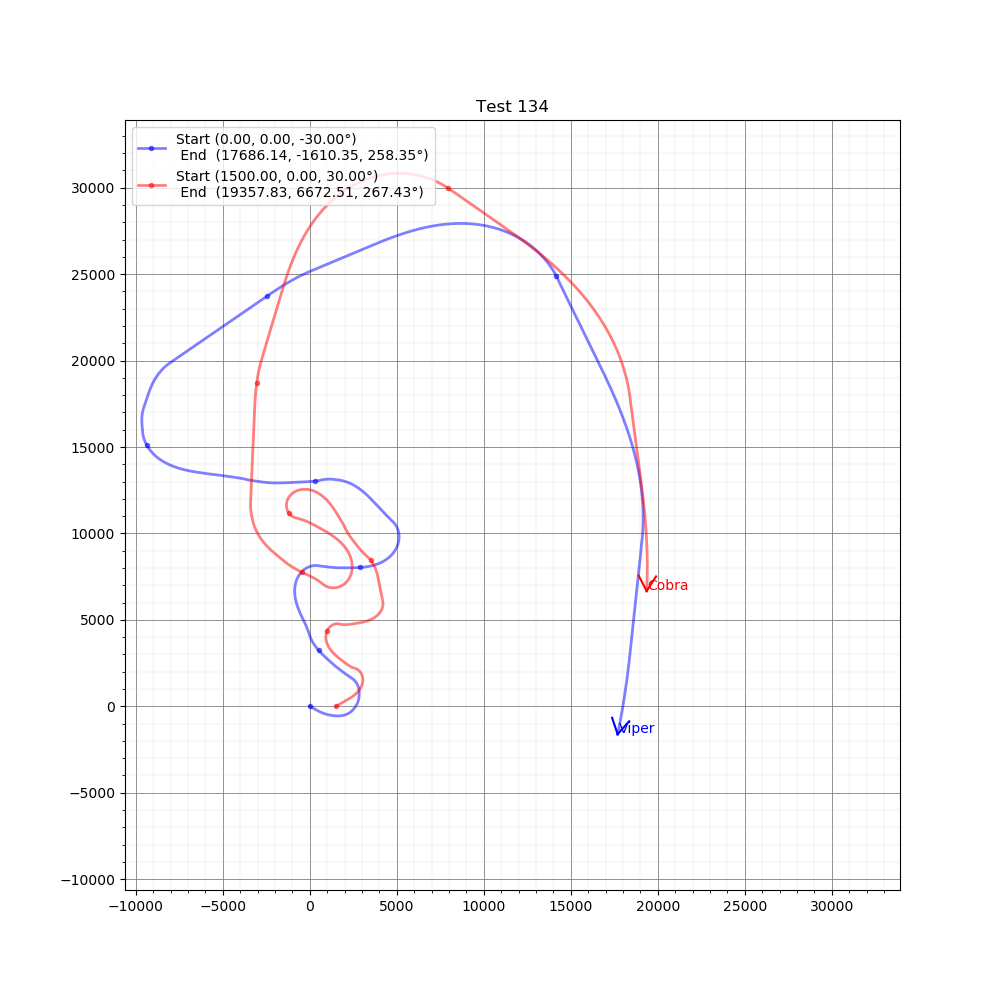 Test 134
Start (0.00, 0.00, -30.00°)
End  (17686.14, -1610.35, 258.35°)
Start (1500.00, 0.00, 30.00°)
End  (19357.83, 6672.51, 267.43°)
30000
25000
20000
15000
10000
5000
0
−5000
−10000
Cobra
Viper
−10000 −5000 0 5000 10000 15000 20000 25000 30000